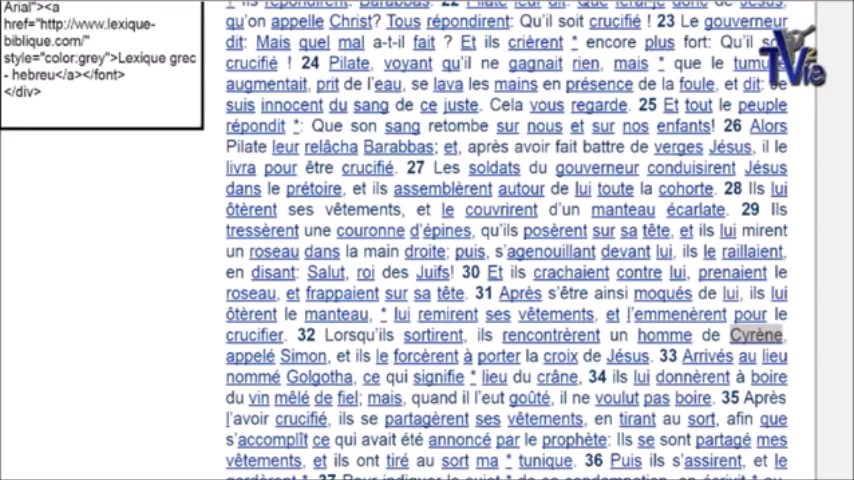 Arial"><a
href="http://www.lexique-
biblique.com/"
style="color:grey">Lexique grec
- hebreu</a></font>
</div>
qu'on appelle Christ? Tous répondirent: Qu'il soit crucifié ! 23 Le gouverneur
dit: Mais quel mal a-t-il fait ? Et ils crièrent * encore plus fort: Qu'il
crucifié ! 24 Pilate, voyant qu'il ne gagnait rien, mais * que le
augmentait, prit de l'eau, se lava les mains en présence de la foule, et dit: Je
suis innocent du sang de ce juste. Cela vous regarde. 25 Et tout le peuple
répondit *: Que son sang retombe sur nous et sur nos enfants! 26 Alors
Pilate leur relâcha Barabbas; et, après avoir fait battre de verges Jésus, il le
livra pour être crucifié. 27 Les soldats du gouverneur conduisirent Jésus
dans le prétoire, et ils assemblèrent autour de lui toute la cohorte. 28 Ils lui
ôtèrent ses vêtements, et le couvrirent d'un manteau écarlate. 29 Ils
tressèrent une couronne d'épines, qu'ils posèrent sur sa tête, et ils lui mirent
un roseau dans la main droite; puis, s'agenouillant devant lui, ils le raillaient,
en disant: Salut, roi des Juifs! 30 Et ils crachaient contre lui, prenaient le
roseau, et frappaient sur sa tête. 31 Après s'être ainsi moqués de lui, ils lui
ôtèrent le manteau, * lui remirent ses vêtements, et l'emmenèrent pour le
crucifier. 32 Lorsqu'ils sortirent, ils rencontrèrent un homme de Cyrène,
appelé Simon, et ils le forcèrent à porter la croix de Jésus. 33 Arrivés au lieu
nommé Golgotha, ce qui signifie * lieu du crâne, 34 ils lui donnèrent à boire
du vin mêlé de fiel; mais, quand il l'eut goûté, il ne voulut pas boire. 35 Après
l'avoir crucifié, ils se partagèrent ses vêtements, en tirant au sort, afin que
s'accomplît ce qui avait été annoncé par le prophète: Ils se sont partagé mes
vêtements, et ils ont tiré au sort ma * tunique. 36 Puis ils s'assirent, et le
TVie